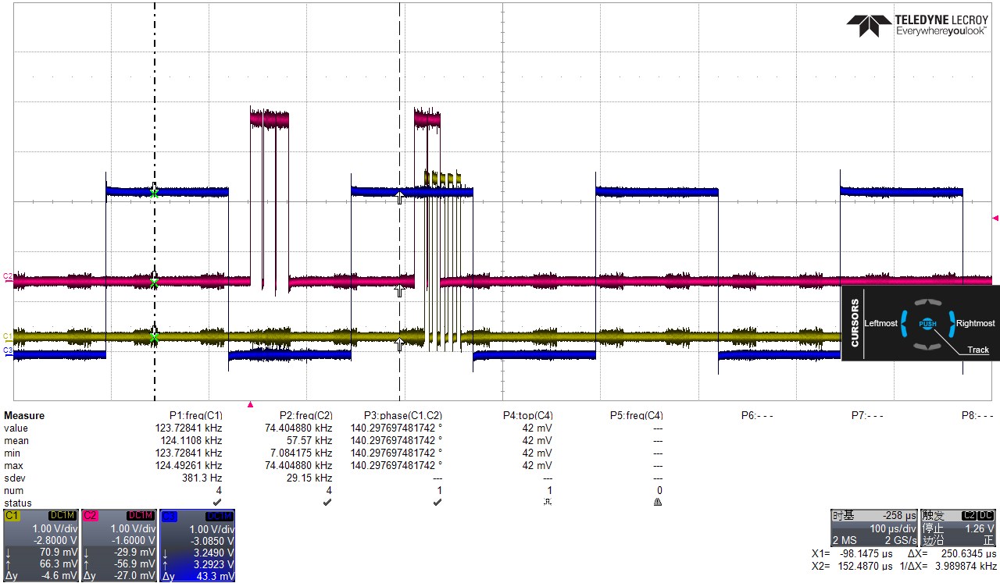 TELEDYNE LECROY
Everywhereyoulook™
C2
C1
C3
CURSORS
Leftmost
PUSH
Rightmost
Track
Measure P1:freq(C1) P2:freq(C2) P3:phase(C1,C2) P4:top(C4) P5:freq(C4) P6:- - - P7:- - - P8:- - -
value 123.72841 kHz 74.404880 kHz 140.297697481742 ° 42 mV ---
mean 124.1108 kHz 57.57 kHz 140.297697481742 ° 42 mV ---
min 123.72841 kHz 7.084175 kHz 140.297697481742 ° 42 mV ---
max 124.49261 kHz 74.404880 kHz 140.297697481742 ° 42 mV ---
sdev 381.3 Hz 29.15 kHz --- --- ---
num 4 4 1 1 0
status
C1 DC1M
1.00 V/div
-2.8000 V
↓ 70.9 mV
↑ 66.3 mV
Δy -4.6 mV
C2 DC1M
1.00 V/div
-1.6000 V
↓ -29.9 mV
↑ -56.9 mV
Δy -27.0 mV
C3 DC1M
1.00 V/div
-3.0850 V
↓ 3.2490 V
↑ 3.2923 V
Δy 43.3 mV
时基 -258 µs
100 µs/div
2 MS 2 GS/s
触发 C2 DC
停止 1.26 V
边沿 正
X1= -98.1475 µs ΔX= 250.6345 µs
X2= 152.4870 µs 1/ΔX= 3.989874 kHz